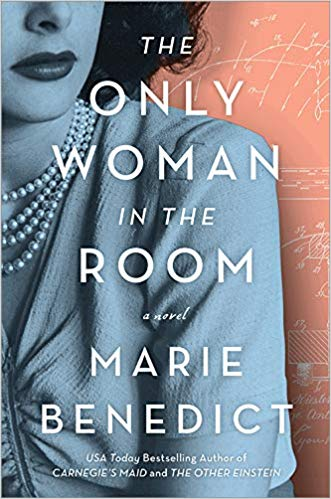 THE
ONLY
WOMAN
IN THE
ROOM
a novel
MARIE
BENEDICT
USA Today Bestselling Author of
CARNEGIE'S MAID and THE OTHER EINSTEIN